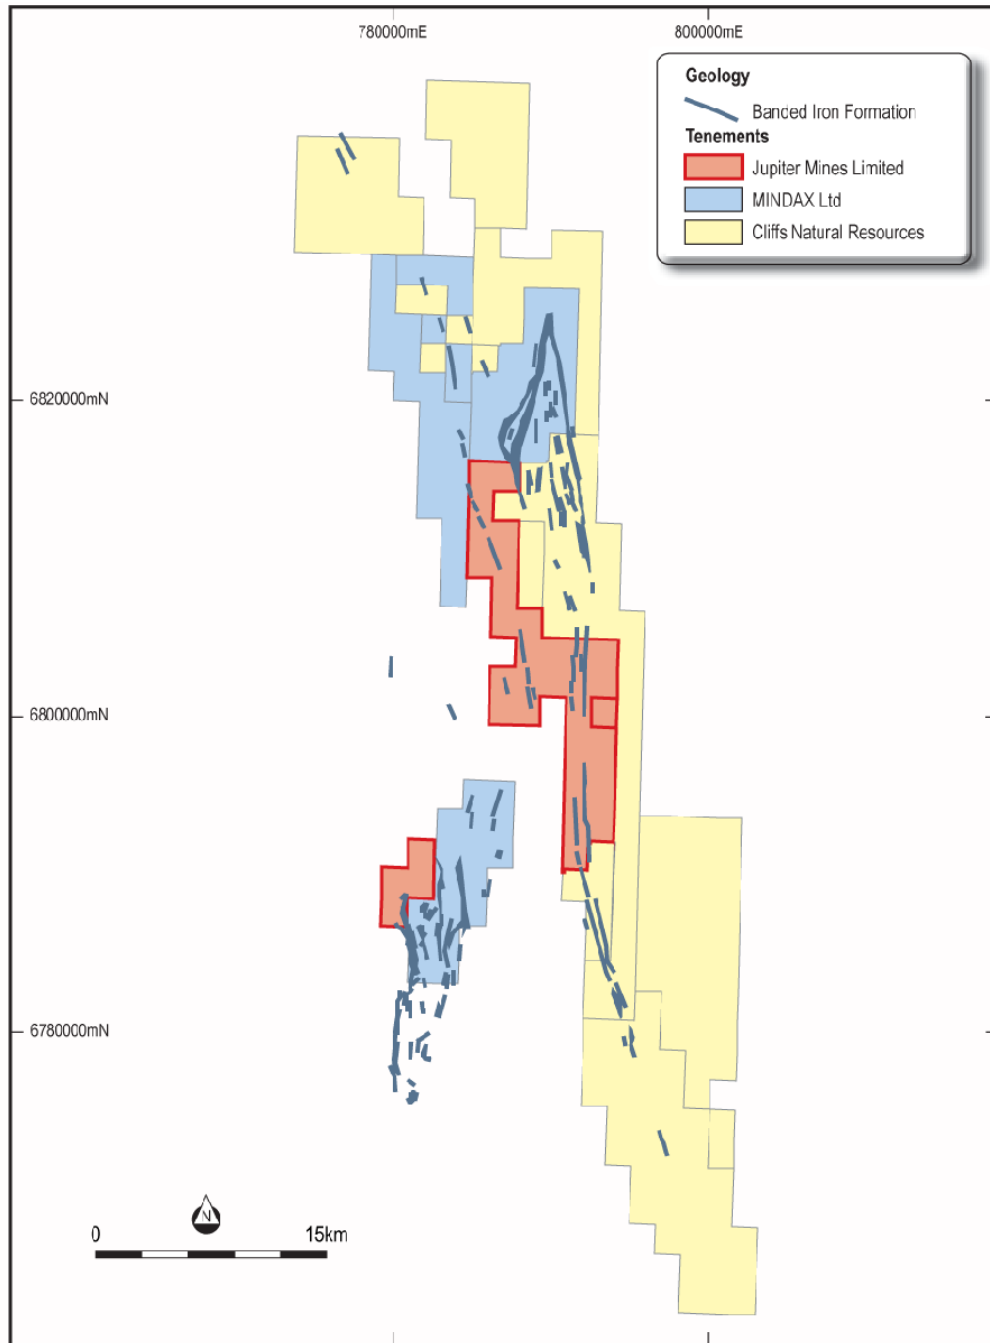 780000mE
800000mE
Geology
Banded Iron Formation
Tenements
Jupiter Mines Limited
MINDAX Ltd
Cliffs Natural Resources
6820000mN
6800000mN
6780000mN
N
0
15km